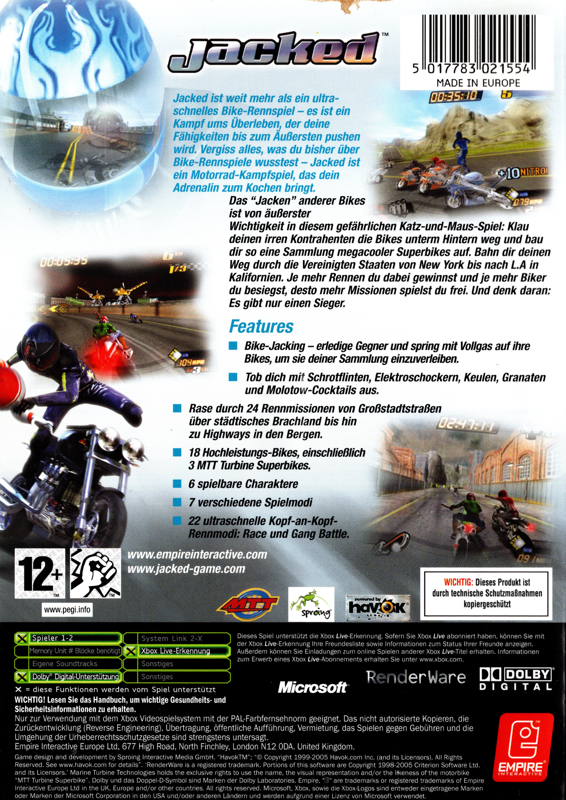 Jacked™
5 017783 021554
MADE IN EUROPE
Jacked ist weit mehr als ein ultra-
schnelles Bike-Rennspiel – es ist ein
Kampf ums Überleben, der deine
Fähigkeiten bis zum Äußersten pushen
wird. Vergiss alles, was du bisher über
Bike-Rennspiele wusstest – Jacked ist
ein Motorrad-Kampfspiel, das dein
Adrenalin zum Kochen bringt.
Das “Jacken” anderer Bikes
ist von äußerster
Wichtigkeit in diesem gefährlichen Katz-und-Maus-Spiel: Klau
deinen irren Kontrahenten die Bikes unterm Hintern weg und bau
dir so eine Sammlung megacooler Superbikes auf. Bahn dir deinen
Weg durch die Vereinigten Staaten von New York bis nach L.A in
Kalifornien. Je mehr Rennen du dabei gewinnst und je mehr Biker
du besiegst, desto mehr Missionen spielst du frei. Und denk daran:
Es gibt nur einen Sieger.
00:35:10
+10 NITRO!
079 MPH
00:05:35
Features
Bike-Jacking – erledige Gegner und spring mit Vollgas auf ihre
Bikes, um sie deiner Sammlung einzuverleiben.
Tob dich mit Schrotflinten, Elektroschockern, Keulen, Granaten
und Molotow-Cocktails aus.
Rase durch 24 Rennmissionen von Großstadtstraßen
über städtisches Brachland bis hin
zu Highways in den Bergen.
18 Hochleistungs-Bikes, einschließlich
3 MTT Turbine Superbikes.
6 spielbare Charaktere
7 verschiedene Spielmodi
22 ultraschnelle Kopf-an-Kopf-
Rennmodi: Race und Gang Battle.
12+
www.pegi.info
www.empireinteractive.com
www.jacked-game.com
MTT
sproing
powered by
havok
WICHTIG: Dieses Produkt ist
durch technische Schutzmaßnahmen
kopiergeschützt
Spieler 1-2
System Link 2-X
Memory Unit # Blöcke benötigt
Xbox Live-Erkennung
Eigene Soundtracks
Sonstiges
Dolby® Digital-Unterstützung
Sonstiges
X = diese Funktionen werden vom Spiel unterstützt
Dieses Spiel unterstützt die Xbox Live-Erkennung. Sofern Sie Xbox Live abonniert haben, können Sie mit
der Xbox Live-Erkennung Ihre Freundesliste sowie Informationen zum Status Ihrer Freunde anzeigen.
Außerdem können Sie Einladungen zum Online spielen anderer Xbox Live-Titel erhalten. Informationen
zum Erwerb eines Xbox Live-Abonnements erhalten Sie unter www.xbox.com.
Microsoft
RenderWare
DOLBY
DIGITAL
WICHTIG! Lesen Sie das Handbuch, um wichtige Gesundheits- und
Sicherheitsinformationen zu erhalten.
Nur zur Verwendung mit dem Xbox Videospielsystem mit der PAL-Farbfernsehnorm geeignet. Das nicht autorisierte Kopieren, die
Zurückentwicklung (Reverse Engineering), Übertragung, öffentliche Aufführung, Vermietung, das Spielen gegen Gebühren und die
Umgehung der Urheberrechtsschutzgesetze sind strengstens untersagt.
Empire Interactive Europe Ltd, 677 High Road, North Finchley, London N12 0DA. United Kingdom.
Game design and development by Sproing Interactive Media GmbH. "HavokTM"; © Copyright 1999-2005 Havok.com Inc. (and its Licensors). All
Rights Reserved. See www.havok.com for details". 'RenderWare is a registered trademark. Portions of this software are Copyright 1998-2005 Criterion Software Ltd.
and its Licensors.' Marine Turbine Technologies holds the exclusive rights to use the name, the visual representation and/or the likeness of the motorbike
"MTT Turbine Superbike". Dolby und das Doppel-D-Symbol sind Marken der Dolby Laboratories. Empire, "Ǝ" are registered trademarks of Empire
Interactive Europe Ltd in the UK, Europe and/or other countries. All rights reserved. Microsoft, Xbox, sowie die Xbox-Logos sind entweder eingetragene Marken
oder Marken der Microsoft Corporation in den USA und/oder anderen Ländern und werden aufgrund einer Lizenz von Microsoft verwendet.
EMPIRE
INTERACTIVE